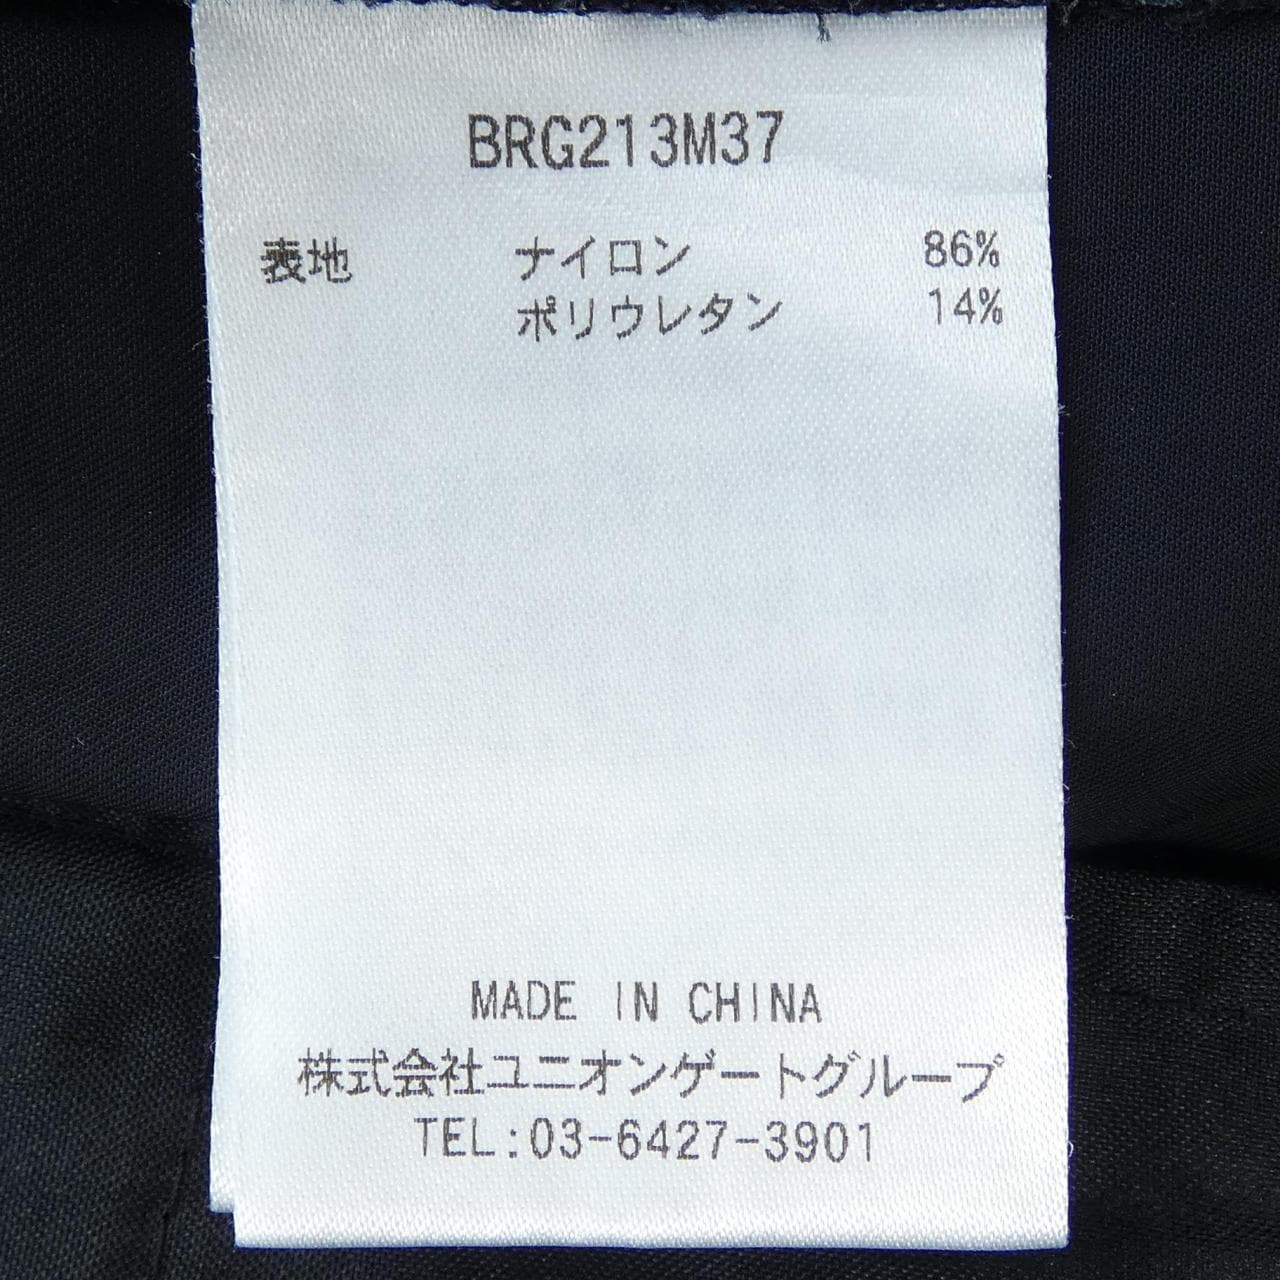 BRG213M37
表地 ナイロン 86%
ポリウレタン 14%
MADE IN CHINA
株式会社ユニオンゲートグループ
TEL:03-6427-3901